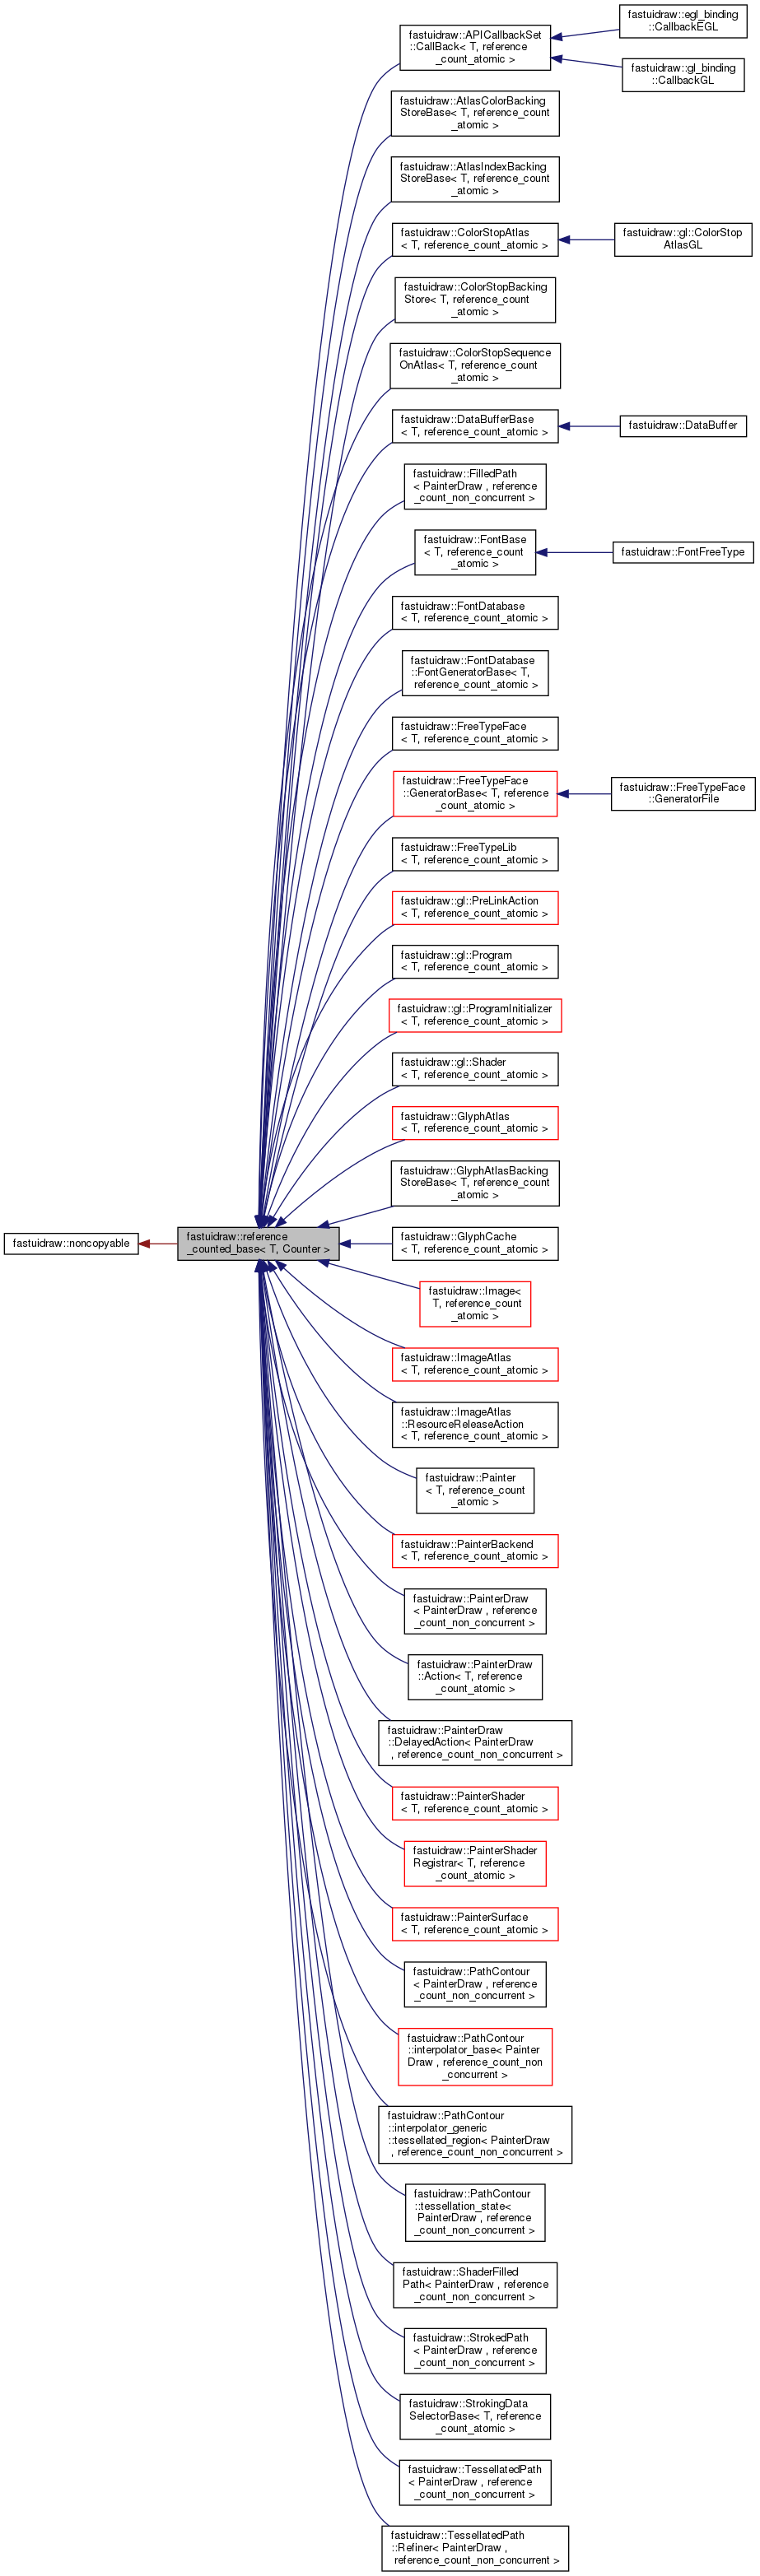 fastuidraw::APICallbackSet
::CallBack< T, reference
_count_atomic >
fastuidraw::egl_binding
::CallbackEGL
fastuidraw::gl_binding
::CallbackGL
fastuidraw::AtlasColorBacking
StoreBase< T, reference_count
_atomic >
fastuidraw::AtlasIndexBacking
StoreBase< T, reference_count
_atomic >
fastuidraw::ColorStopAtlas
< T, reference_count_atomic >
fastuidraw::gl::ColorStop
AtlasGL
fastuidraw::ColorStopBacking
Store< T, reference_count
_atomic >
fastuidraw::ColorStopSequence
OnAtlas< T, reference_count
_atomic >
fastuidraw::DataBufferBase
< T, reference_count_atomic >
fastuidraw::DataBuffer
fastuidraw::FilledPath
< PainterDraw , reference
_count_non_concurrent >
fastuidraw::FontBase
< T, reference_count
_atomic >
fastuidraw::FontFreeType
fastuidraw::FontDatabase
< T, reference_count_atomic >
fastuidraw::FontDatabase
::FontGeneratorBase< T,
reference_count_atomic >
fastuidraw::FreeTypeFace
< T, reference_count_atomic >
fastuidraw::FreeTypeFace
::GeneratorBase< T, reference
_count_atomic >
fastuidraw::FreeTypeFace
::GeneratorFile
fastuidraw::FreeTypeLib
< T, reference_count_atomic >
fastuidraw::gl::PreLinkAction
< T, reference_count_atomic >
fastuidraw::gl::Program
< T, reference_count_atomic >
fastuidraw::gl::ProgramInitializer
< T, reference_count_atomic >
fastuidraw::gl::Shader
< T, reference_count_atomic >
fastuidraw::GlyphAtlas
< T, reference_count_atomic >
fastuidraw::GlyphAtlasBacking
StoreBase< T, reference_count
_atomic >
fastuidraw::noncopyable
fastuidraw::reference
_counted_base< T, Counter >
fastuidraw::GlyphCache
< T, reference_count_atomic >
fastuidraw::Image<
T, reference_count
_atomic >
fastuidraw::ImageAtlas
< T, reference_count_atomic >
fastuidraw::ImageAtlas
::ResourceReleaseAction
< T, reference_count_atomic >
fastuidraw::Painter
< T, reference_count
_atomic >
fastuidraw::PainterBackend
< T, reference_count_atomic >
fastuidraw::PainterDraw
< PainterDraw , reference
_count_non_concurrent >
fastuidraw::PainterDraw
::Action< T, reference
_count_atomic >
fastuidraw::PainterDraw
::DelayedAction< PainterDraw
, reference_count_non_concurrent >
fastuidraw::PainterShader
< T, reference_count_atomic >
fastuidraw::PainterShader
Registrar< T, reference
_count_atomic >
fastuidraw::PainterSurface
< T, reference_count_atomic >
fastuidraw::PathContour
< PainterDraw , reference
_count_non_concurrent >
fastuidraw::PathContour
::interpolator_base< Painter
Draw , reference_count_non
_concurrent >
fastuidraw::PathContour
::interpolator_generic
::tessellated_region< PainterDraw
, reference_count_non_concurrent >
fastuidraw::PathContour
::tessellation_state<
PainterDraw , reference
_count_non_concurrent >
fastuidraw::ShaderFilled
Path< PainterDraw , reference
_count_non_concurrent >
fastuidraw::StrokedPath
< PainterDraw , reference
_count_non_concurrent >
fastuidraw::StrokingData
SelectorBase< T, reference
_count_atomic >
fastuidraw::TessellatedPath
< PainterDraw , reference
_count_non_concurrent >
fastuidraw::TessellatedPath
::Refiner< PainterDraw ,
reference_count_non_concurrent >